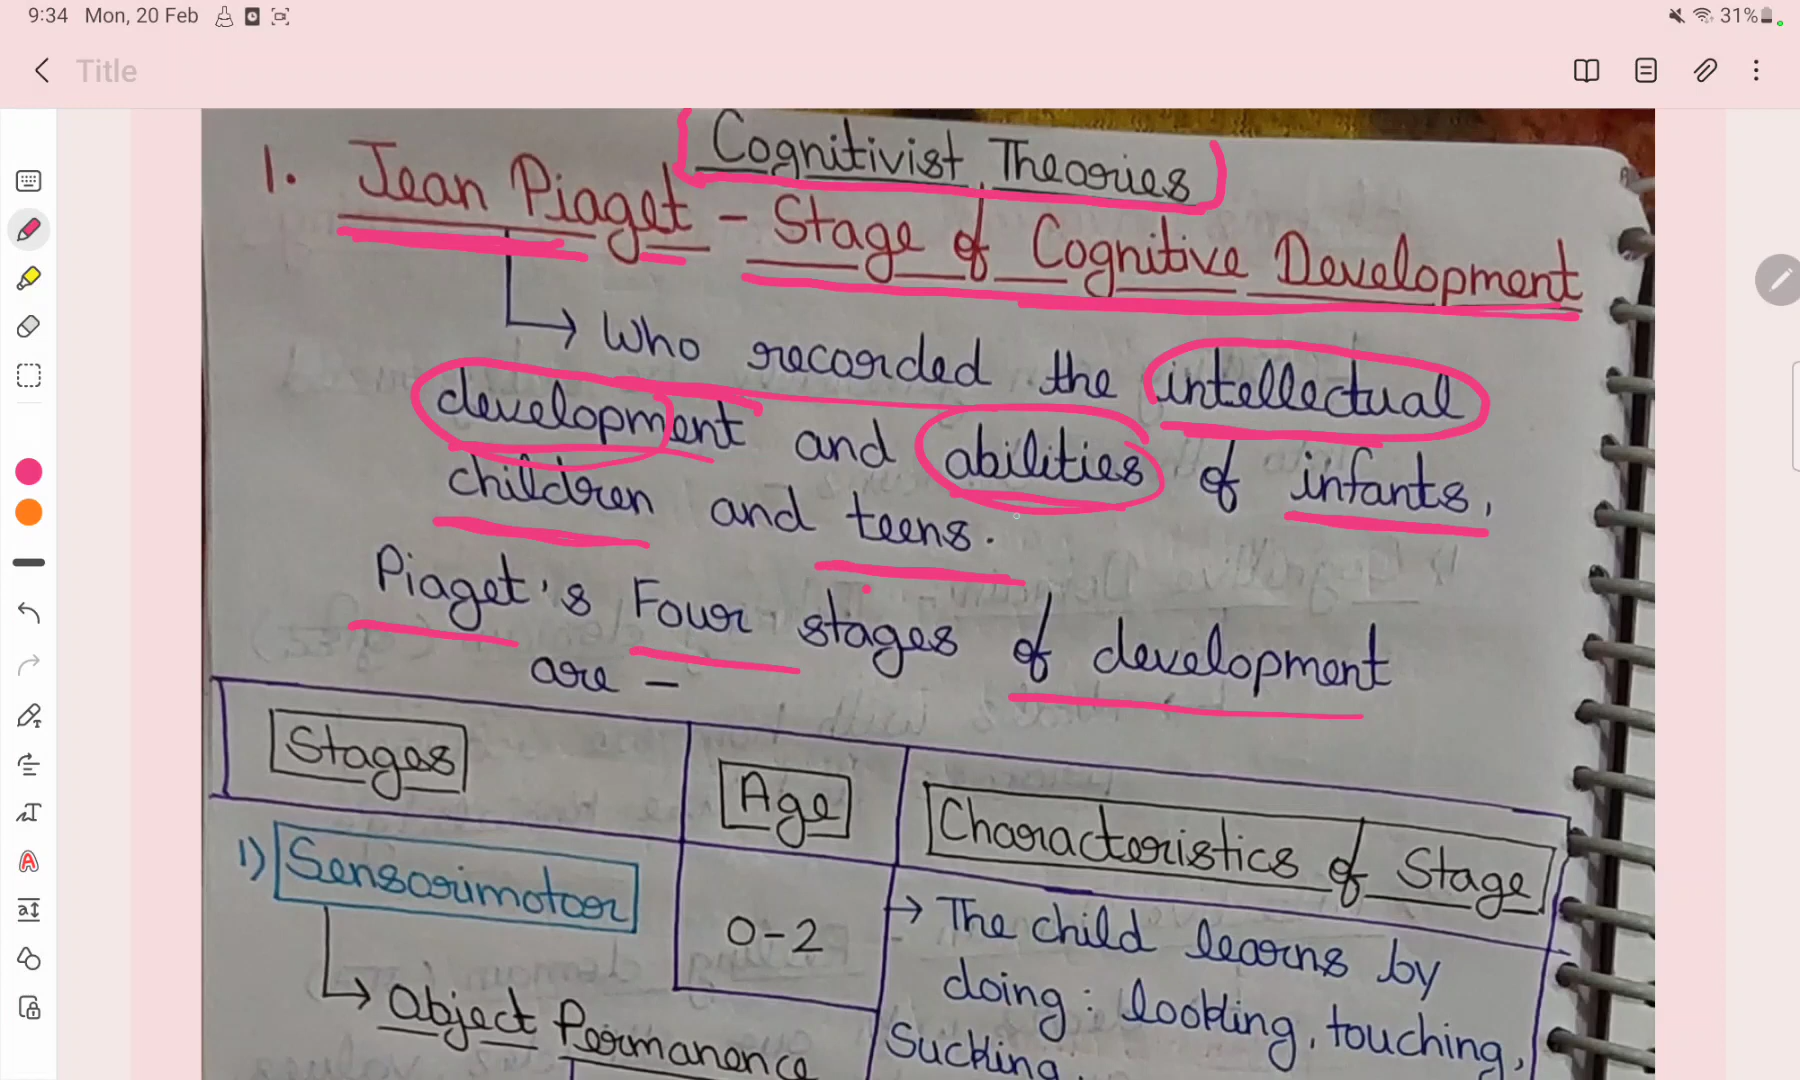 9:34 Mon, 20 Feb
31%
Title
Cognitivist Theories
1. Jean Piaget - Stage of Cognitive Development
→ Who recorded the intellectual
development and abilities of infants,
children and teens.
Piaget's Four stages of development
are -
Stages
Age
Characteristics of Stage
1) Sensorimotor
0-2
→ The child learns by
doing: looking, touching,
Sucking.
→ Object Permanence